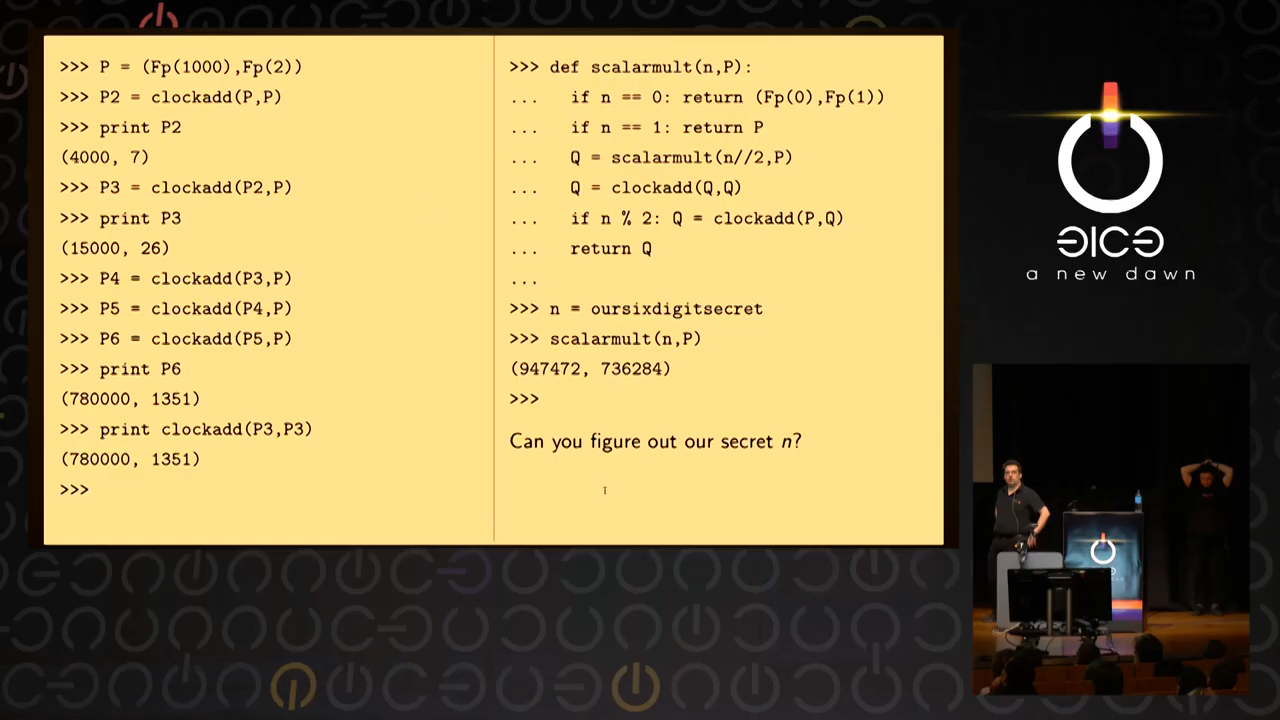 >>> P = (Fp(1000),Fp(2))
>>> P2 = clockadd(P,P)
>>> print P2
(4000, 7)
>>> P3 = clockadd(P2,P)
>>> print P3
(15000, 26)
>>> P4 = clockadd(P3,P)
>>> P5 = clockadd(P4,P)
>>> P6 = clockadd(P5,P)
>>> print P6
(780000, 1351)
>>> print clockadd(P3,P3)
(780000, 1351)
>>>
>>> def scalarmult(n,P):
... if n == 0: return (Fp(0),Fp(1))
... if n == 1: return P
... Q = scalarmult(n//2,P)
... Q = clockadd(Q,Q)
... if n % 2: Q = clockadd(P,Q)
... return Q
...
>>> n = oursixdigitsecret
>>> scalarmult(n,P)
(947472, 736284)
>>>
Can you figure out our secret n?
a new dawn